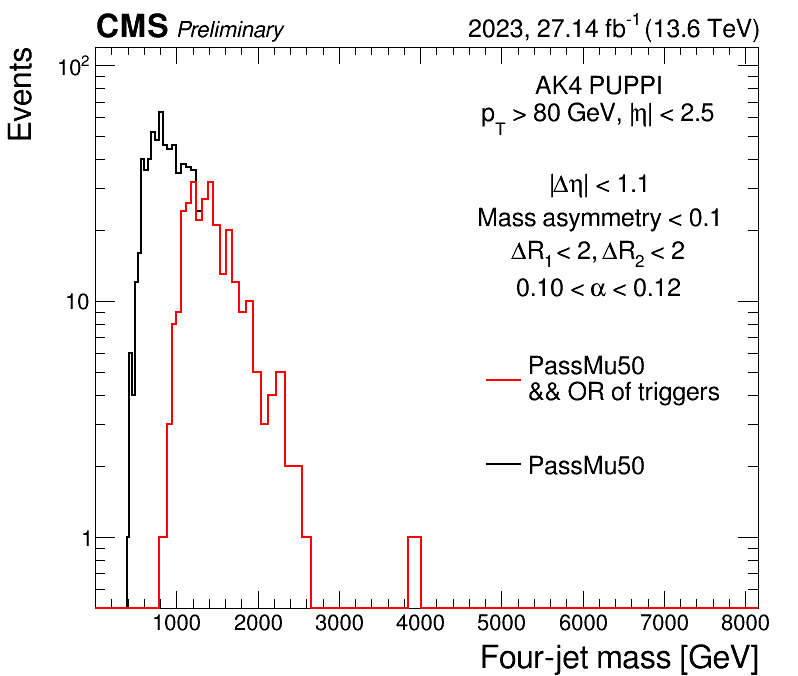 CMS Preliminary 2023, 27.14 fb⁻¹ (13.6 TeV)
Events
10²
10
1
AK4 PUPPI
p_T > 80 GeV, |η| < 2.5
|Δη| < 1.1
Mass asymmetry < 0.1
ΔR₁ < 2, ΔR₂ < 2
0.10 < α < 0.12
PassMu50
&& OR of triggers
PassMu50
1000 2000 3000 4000 5000 6000 7000 8000
Four-jet mass [GeV]